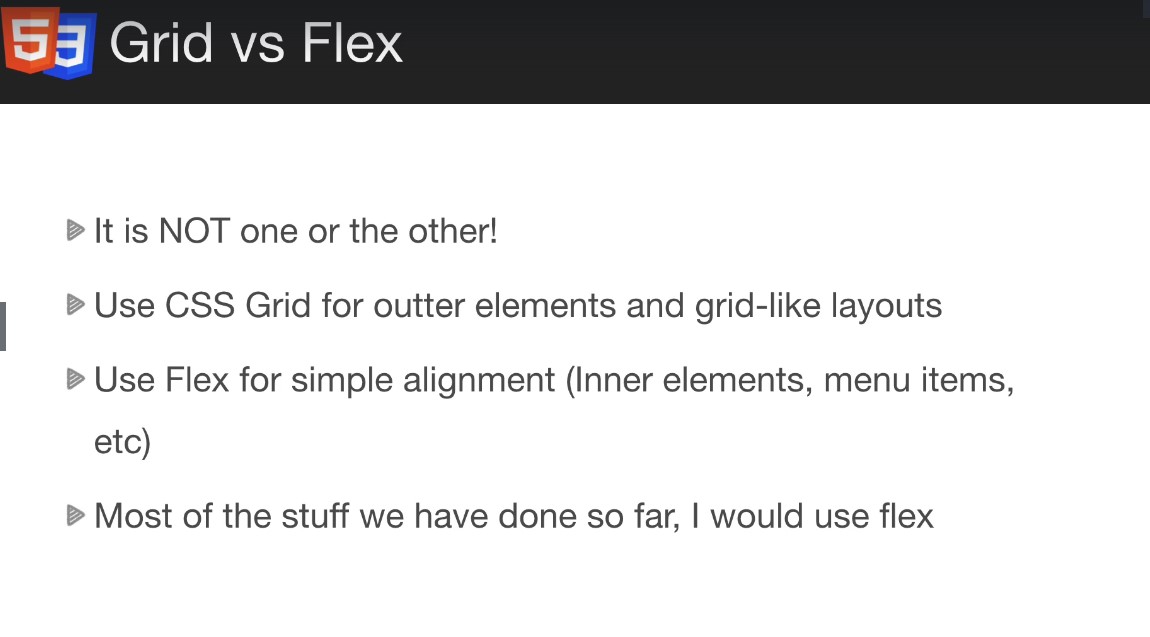 Grid vs Flex
It is NOT one or the other!
Use CSS Grid for outter elements and grid-like layouts
Use Flex for simple alignment (Inner elements, menu items,
etc)
Most of the stuff we have done so far, I would use flex